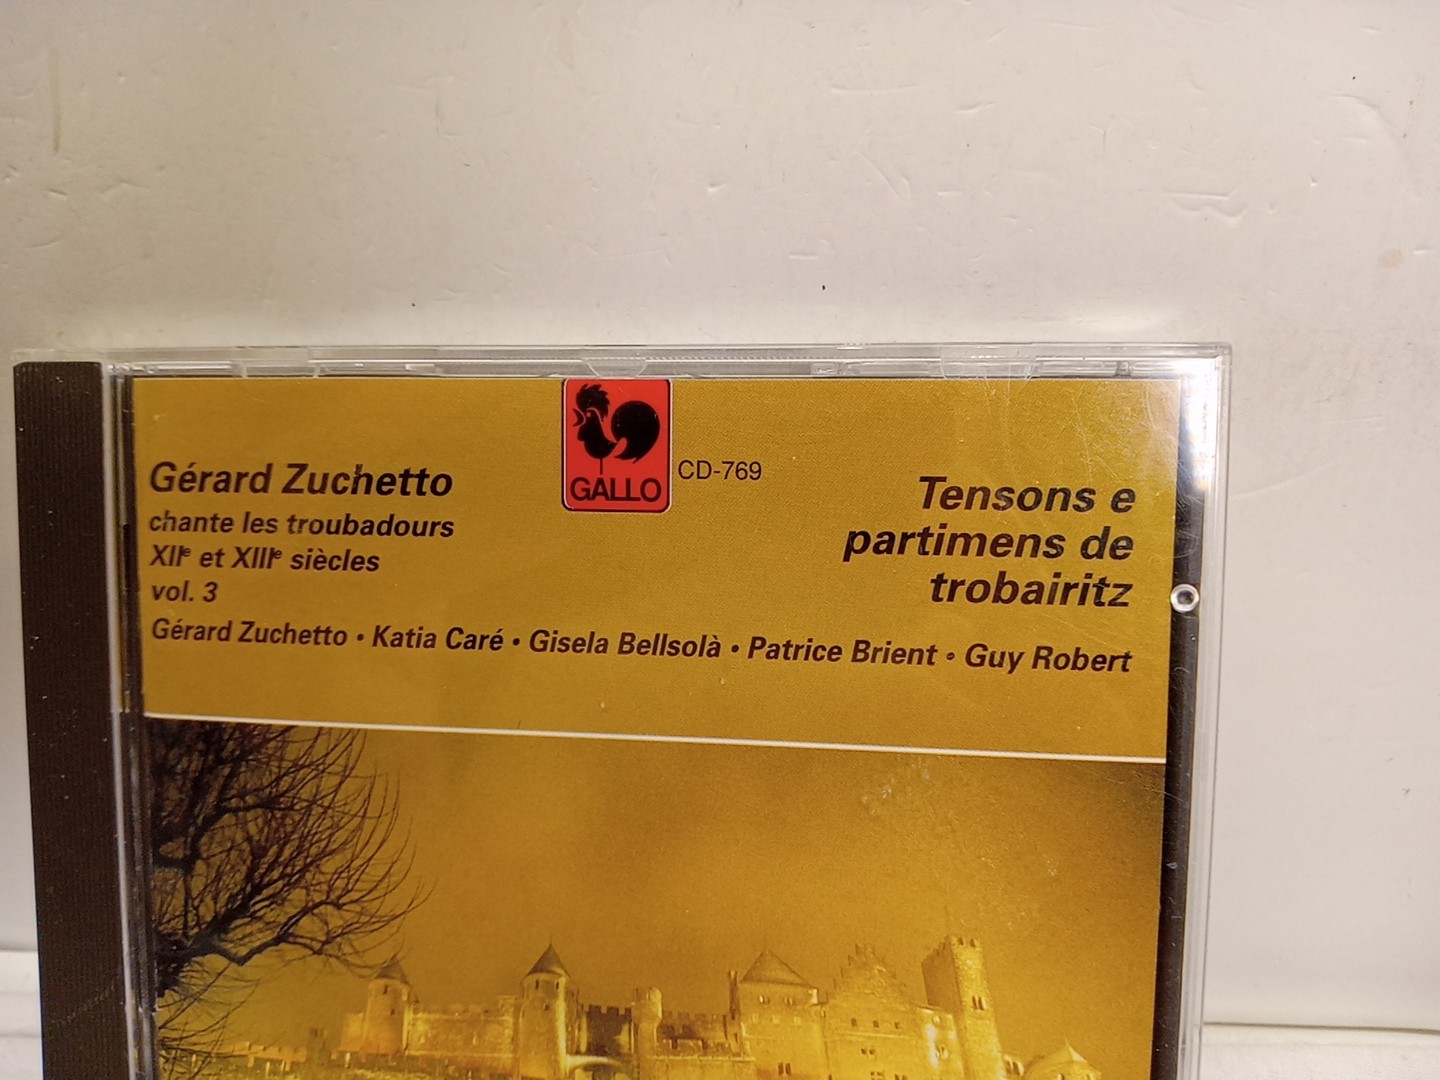 GALLO
CD-769
Gérard Zuchetto
chante les troubadours
XIIe et XIIIe siècles
vol. 3
Tensons e
partimens de
trobairitz
Gérard Zuchetto • Katia Caré • Gisela Bellsolà • Patrice Brient • Guy Robert